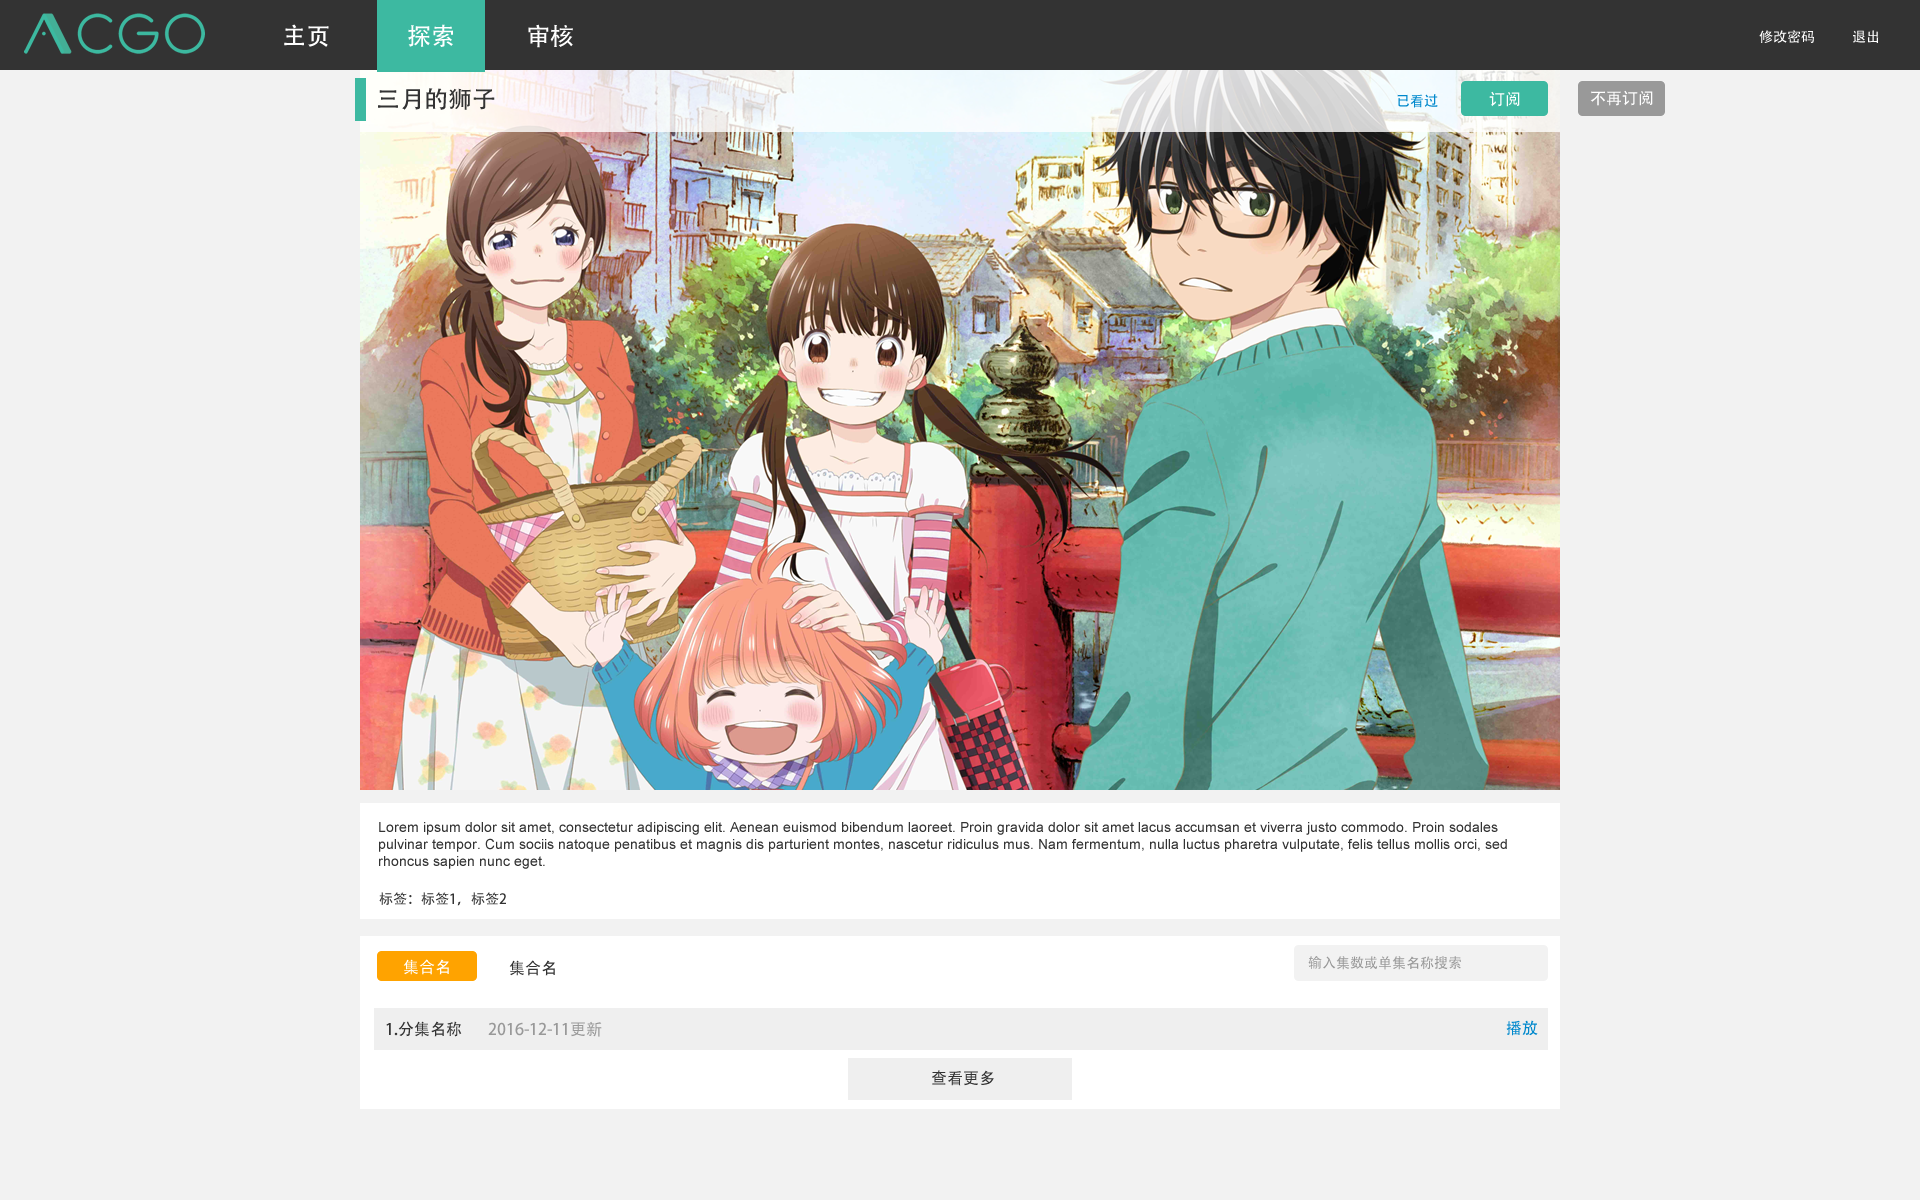 ACGO 主页 探索 审核 修改密码 退出
三月的狮子 已看过 订阅 不再订阅
Lorem ipsum dolor sit amet, consectetur adipiscing elit. Aenean euismod bibendum laoreet. Proin gravida dolor sit amet lacus accumsan et viverra justo commodo. Proin sodales
pulvinar tempor. Cum sociis natoque penatibus et magnis dis parturient montes, nascetur ridiculus mus. Nam fermentum, nulla luctus pharetra vulputate, felis tellus mollis orci, sed
rhoncus sapien nunc eget.
标签：标签1，标签2
集合名 集合名 输入集数或单集名称搜索
1.分集名称 2016-12-11更新 播放
查看更多